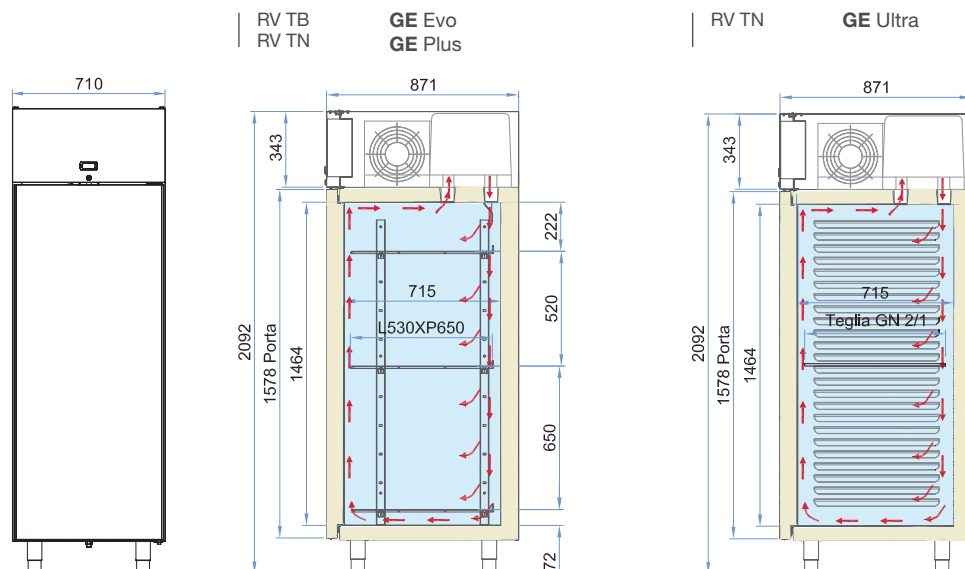 RV TB
RV TN
GE Evo
GE Plus
RV TN
GE Ultra
710
871
343
2092
1578 Porta
1464
222
520
650
715
L530XP650
871
343
2092
1578 Porta
1464
715
Teglia GN 2/1